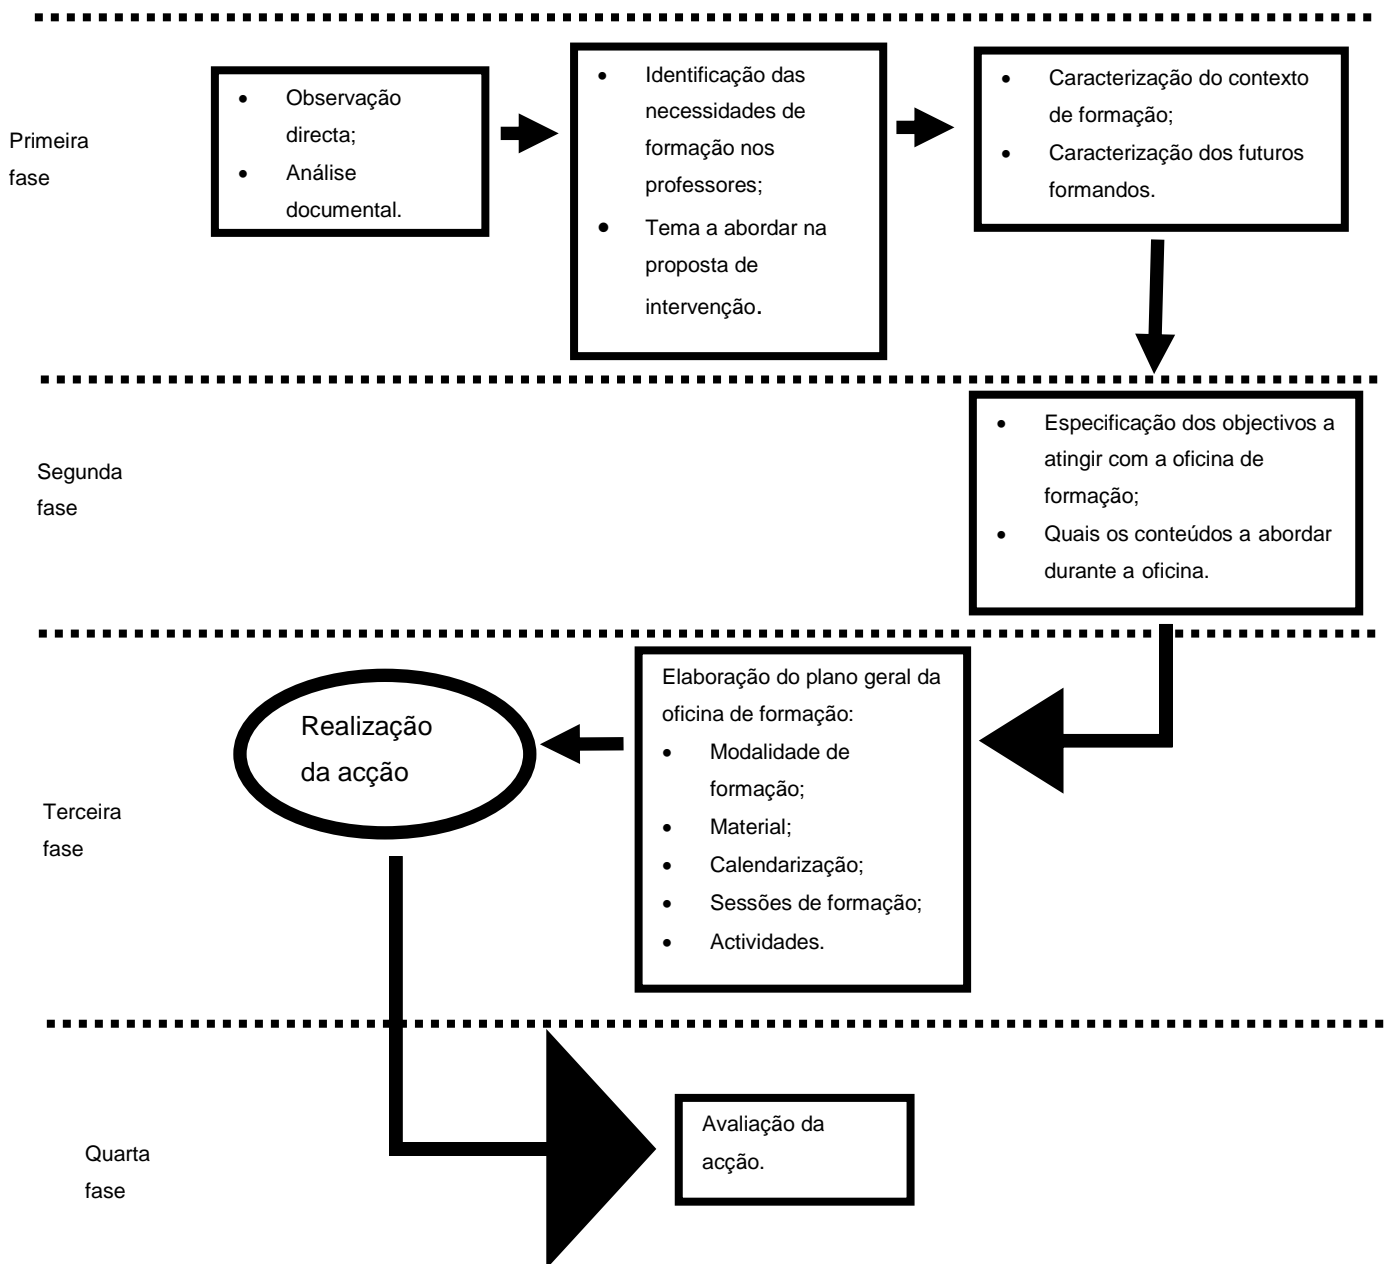 Primeira
fase
• Observação
directa;
• Análise
documental.
• Identificação das
necessidades de
formação nos
professores;
• Tema a abordar na
proposta de
intervenção.
• Caracterização do contexto
de formação;
• Caracterização dos futuros
formandos.
Segunda
fase
• Especificação dos objectivos a
atingir com a oficina de
formação;
• Quais os conteúdos a abordar
durante a oficina.
Terceira
fase
Elaboração do plano geral da
oficina de formação:
• Modalidade de
formação;
• Material;
• Calendarização;
• Sessões de formação;
• Actividades.
Realização
da acção
Quarta
fase
Avaliação da
acção.